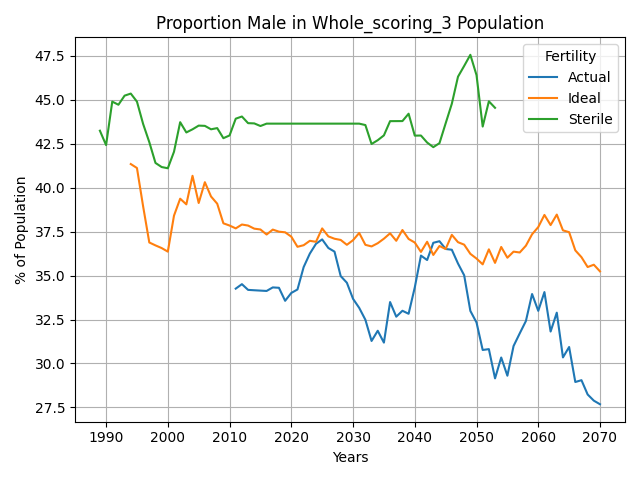 Proportion Male in Whole_scoring_3 Population
Fertility
Actual
Ideal
Sterile
% of Population
47.5
45.0
42.5
40.0
37.5
35.0
32.5
30.0
27.5
1990 2000 2010 2020 2030 2040 2050 2060 2070
Years